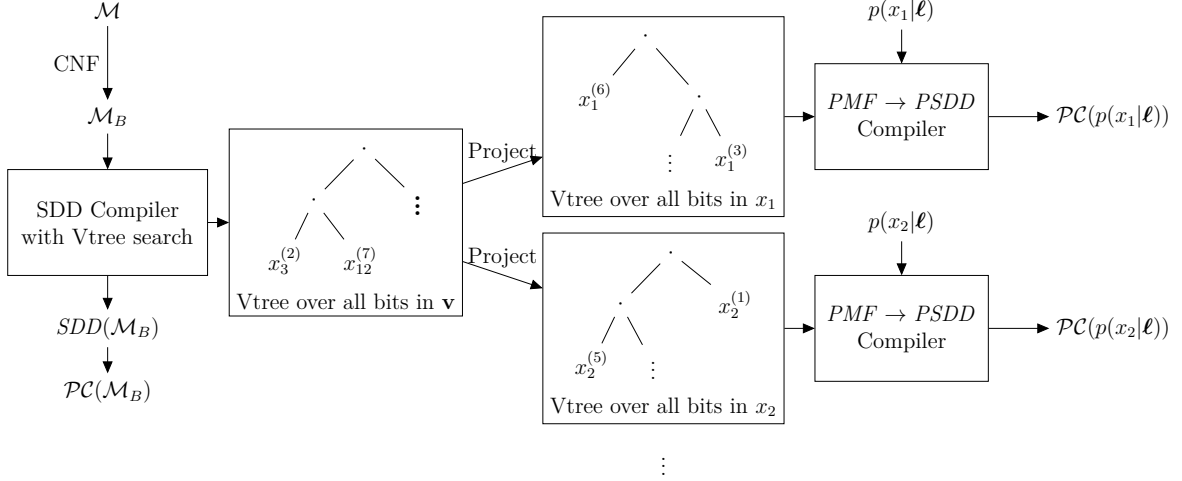 ℳ
CNF
ℳ_B
SDD Compiler
with Vtree search
SDD(ℳ_B)
𝒫𝒞(ℳ_B)
·
·
⋮
x_3^{(2)}
x_{12}^{(7)}
Vtree over all bits in v
Project
Project
·
x_1^{(6)}
·
⋮
x_1^{(3)}
Vtree over all bits in x_1
·
·
x_2^{(1)}
x_2^{(5)}
⋮
Vtree over all bits in x_2
⋮
p(x_1|ℓ)
PMF → PSDD
Compiler
𝒫𝒞(p(x_1|ℓ))
p(x_2|ℓ)
PMF → PSDD
Compiler
𝒫𝒞(p(x_2|ℓ))